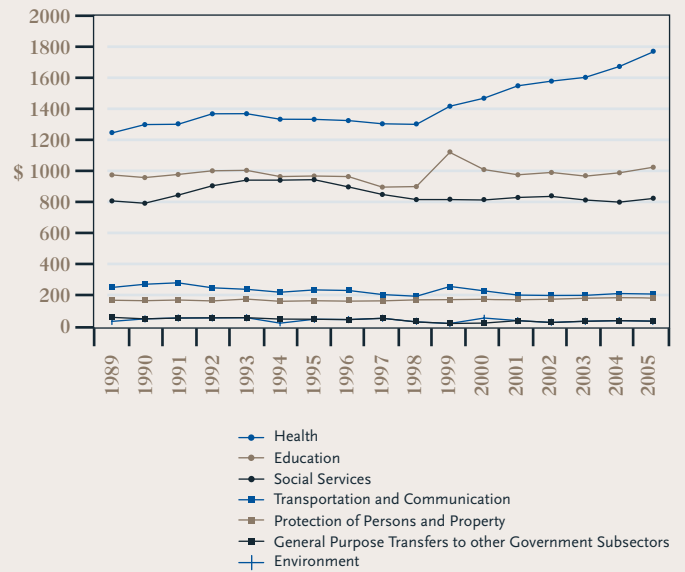 2000
1800
1600
1400
1200
$
1000
800
600
400
200
0
1989 1990 1991 1992 1993 1994 1995 1996 1997 1998 1999 2000 2001 2002 2003 2004 2005
Health
Education
Social Services
Transportation and Communication
Protection of Persons and Property
General Purpose Transfers to other Government Subsectors
Environment